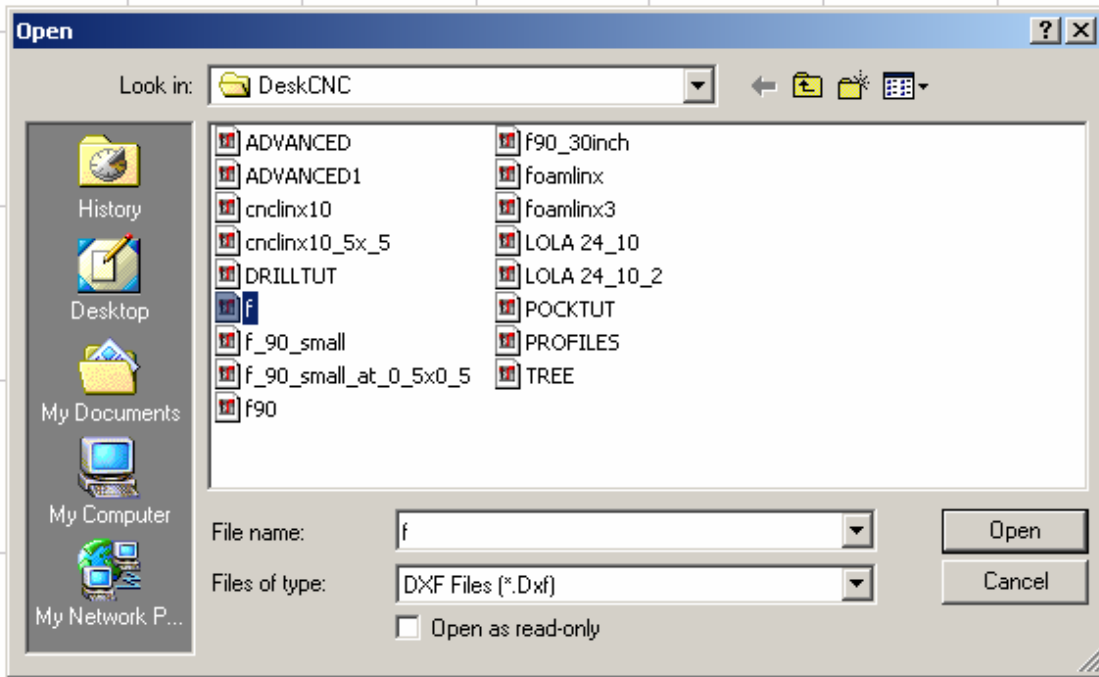 Open
Look in: DeskCNC
History
Desktop
My Documents
My Computer
My Network P...
ADVANCED
ADVANCED1
cnclinx10
cnclinx10_5x_5
DRILLTUT
f
f_90_small
f_90_small_at_0_5x0_5
f90
f90_30inch
foamlinx
foamlinx3
LOLA 24_10
LOLA 24_10_2
POCKTUT
PROFILES
TREE
File name: f Open
Files of type: DXF Files (*.Dxf) Cancel
Open as read-only